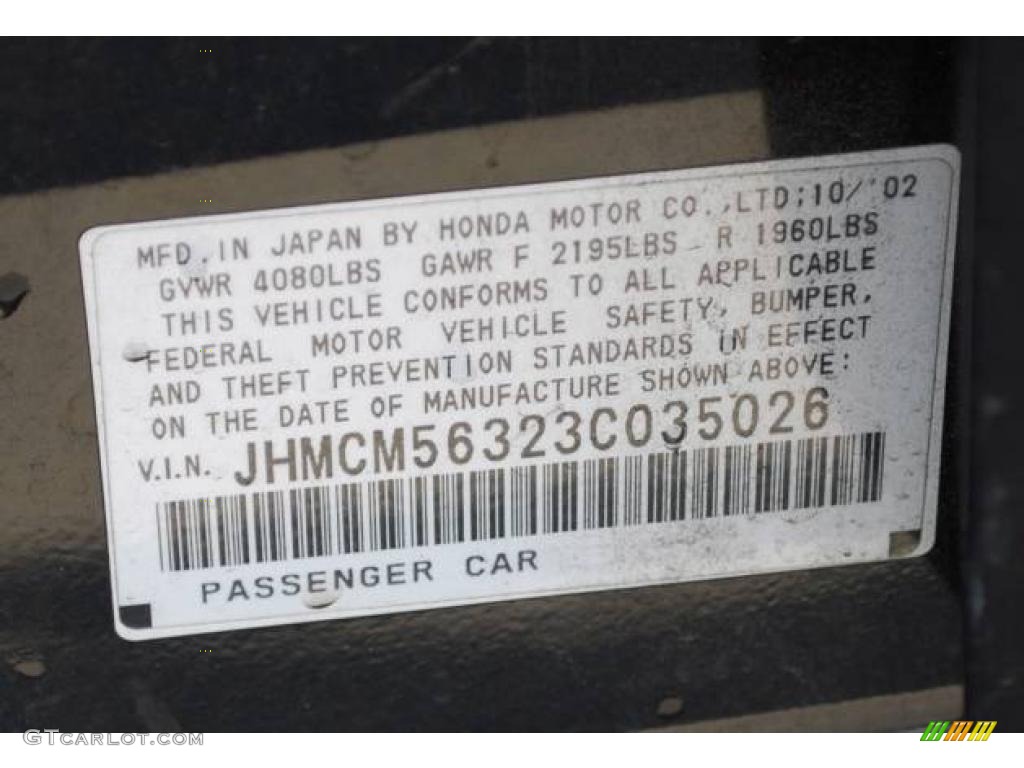 MFD. IN JAPAN BY HONDA MOTOR CO., LTD; 10/ '02
GVWR 4080LBS GAWR F 2195LBS R 1960LBS
THIS VEHICLE CONFORMS TO ALL APPLICABLE
FEDERAL MOTOR VEHICLE SAFETY, BUMPER,
AND THEFT PREVENTION STANDARDS IN EFFECT
ON THE DATE OF MANUFACTURE SHOWN ABOVE:
V.I.N. JHMCM56323C035026
PASSENGER CAR
GTCARLOT.COM